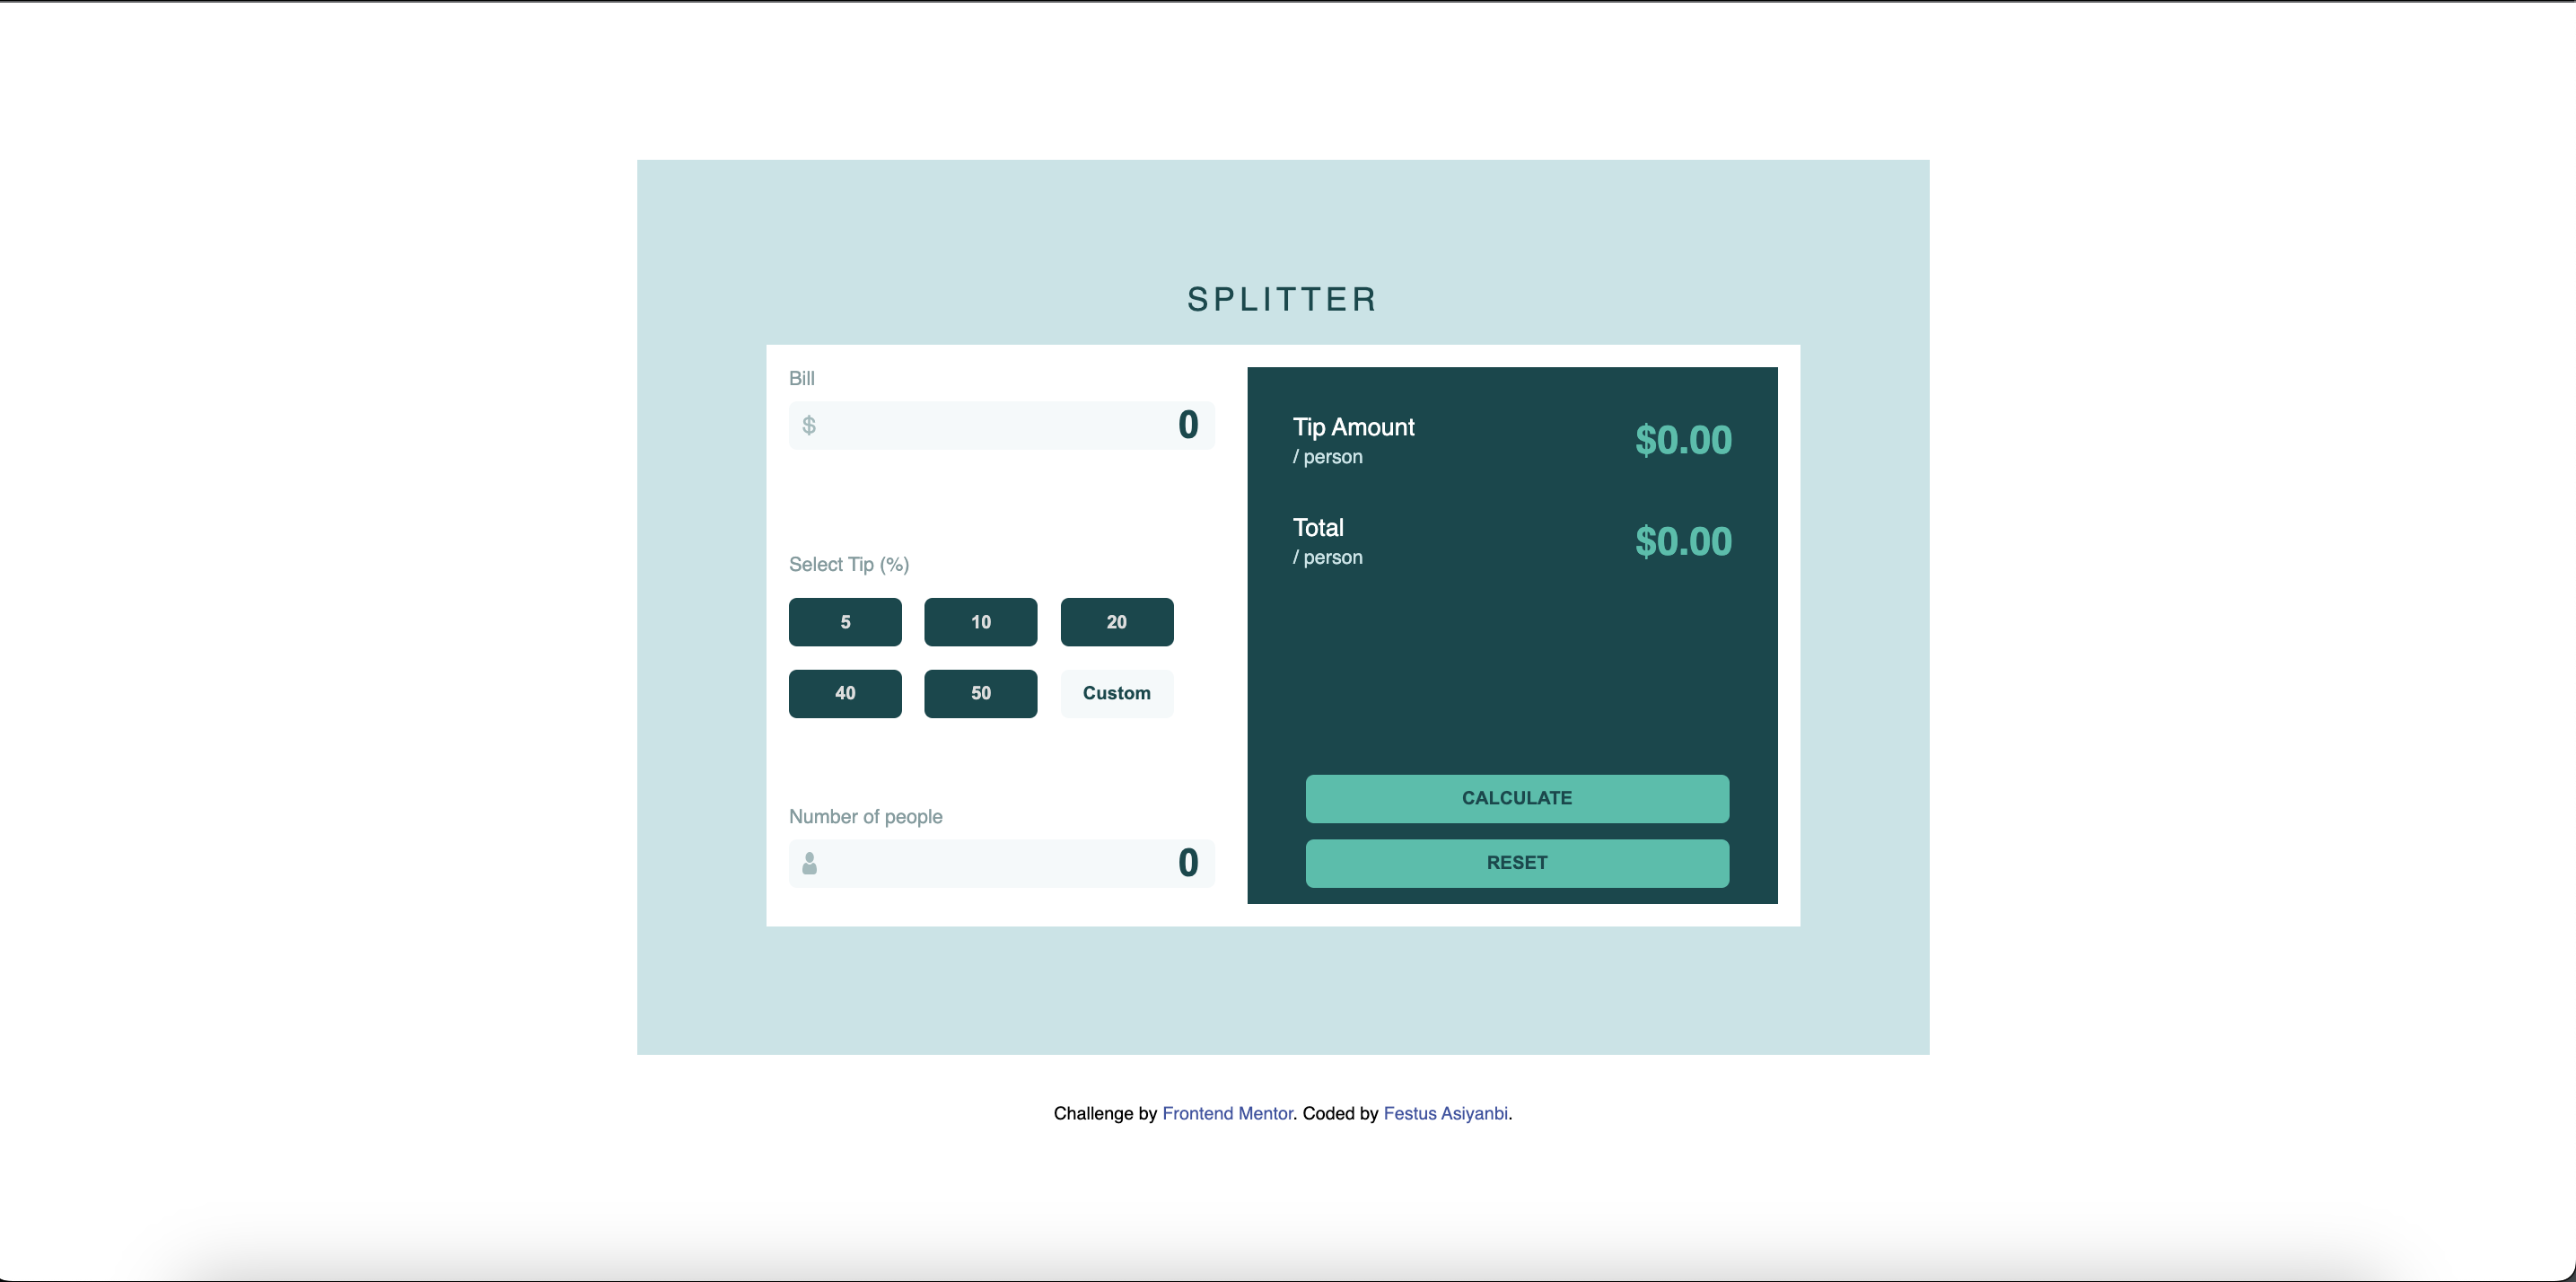 SPLITTER
Bill
$ 0
Select Tip (%)
5 10 20
40 50 Custom
Number of people
0
Tip Amount
/ person
$0.00
Total
/ person
$0.00
CALCULATE
RESET
Challenge by Frontend Mentor. Coded by Festus Asiyanbi.